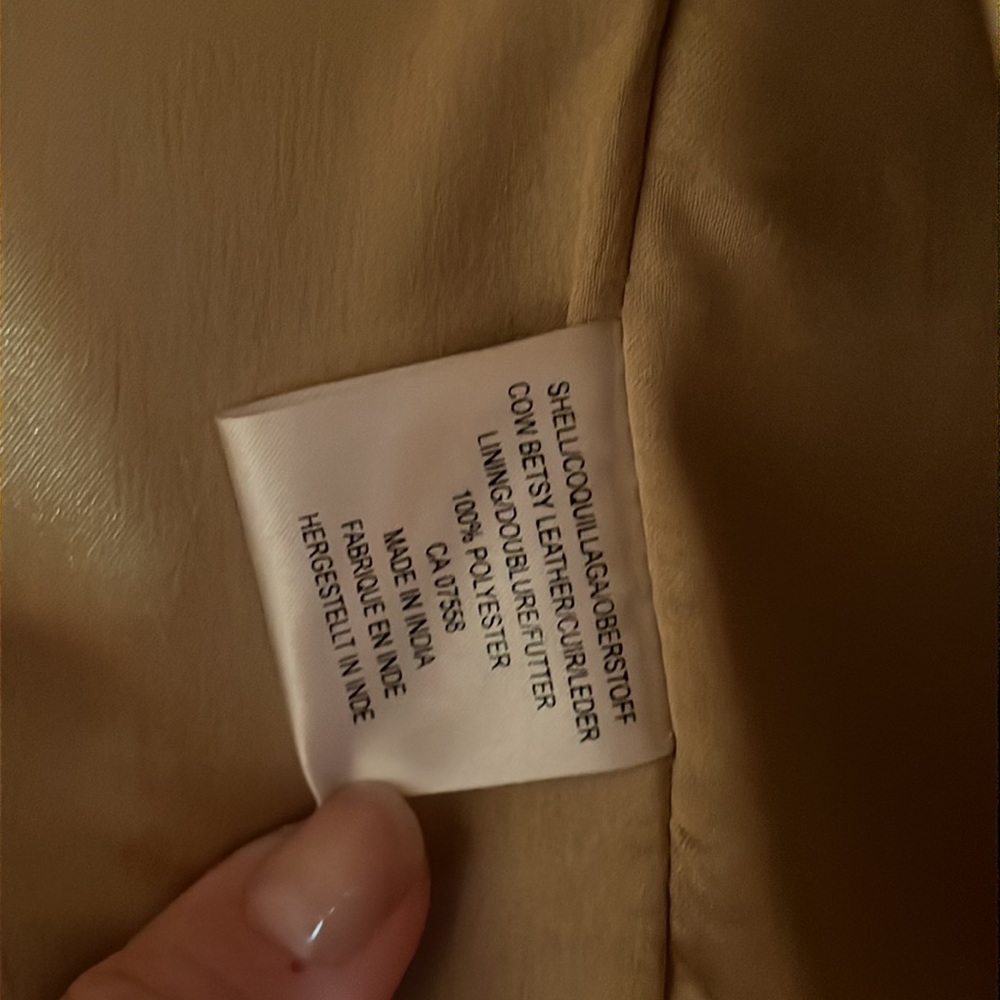 SHELL/COQUILLAGA/OBERSTOFF
COW BETSY LEATHER/CUIR/LEDER
LINING/DOUBLURE/FUTTER
100% POLYESTER
CA 07558
MADE IN INDIA
FABRIQUE EN INDE
HERGESTELLT IN INDE